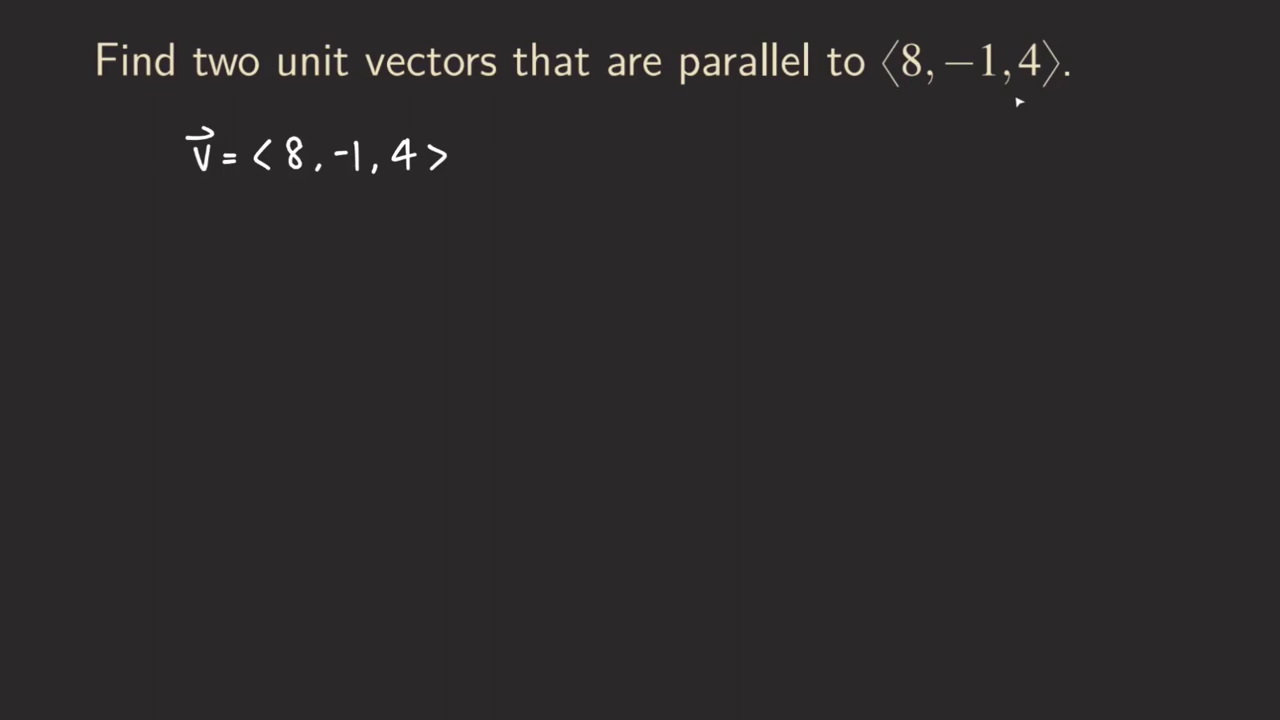 Find two unit vectors that are parallel to ⟨8, −1, 4⟩.
v⃗ = < 8, -1, 4 >